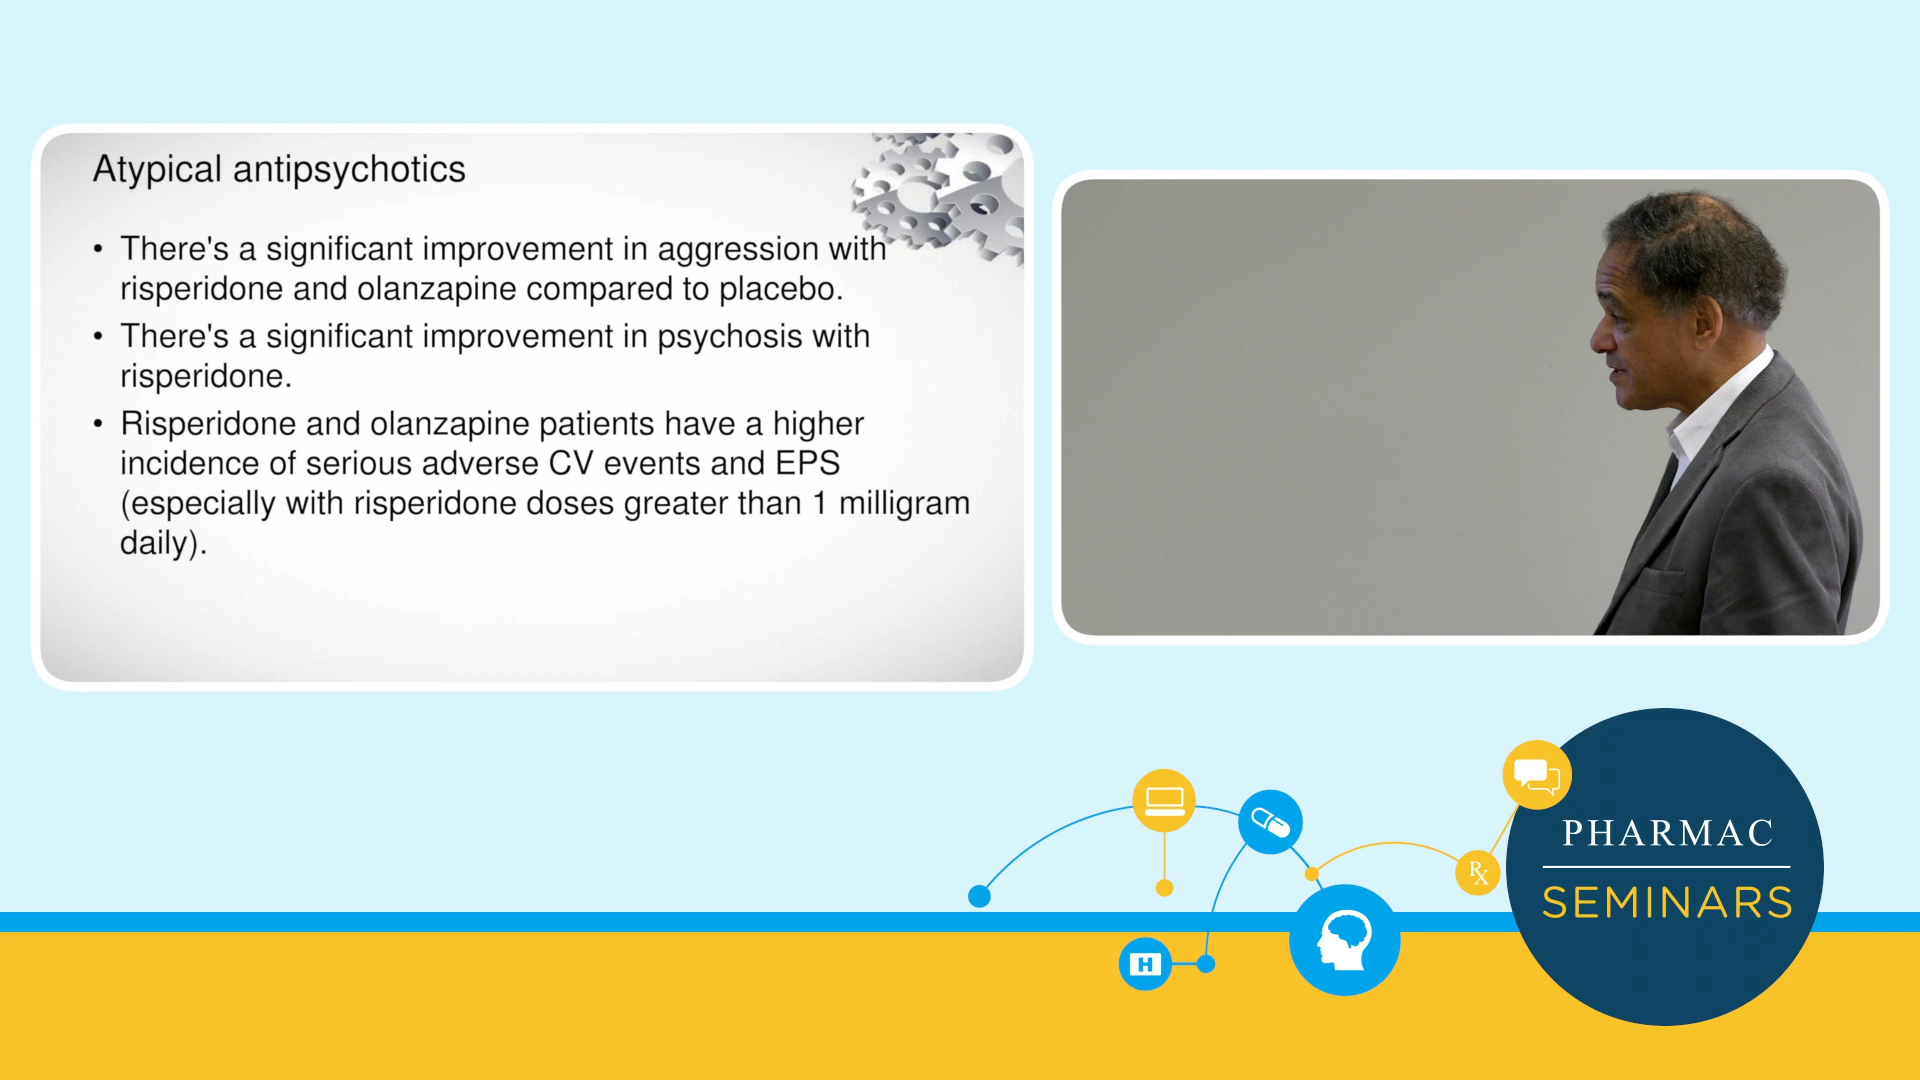 Atypical antipsychotics
• There's a significant improvement in aggression with
risperidone and olanzapine compared to placebo.
• There's a significant improvement in psychosis with
risperidone.
• Risperidone and olanzapine patients have a higher
incidence of serious adverse CV events and EPS
(especially with risperidone doses greater than 1 milligram
daily).
PHARMAC
SEMINARS
Rx
H